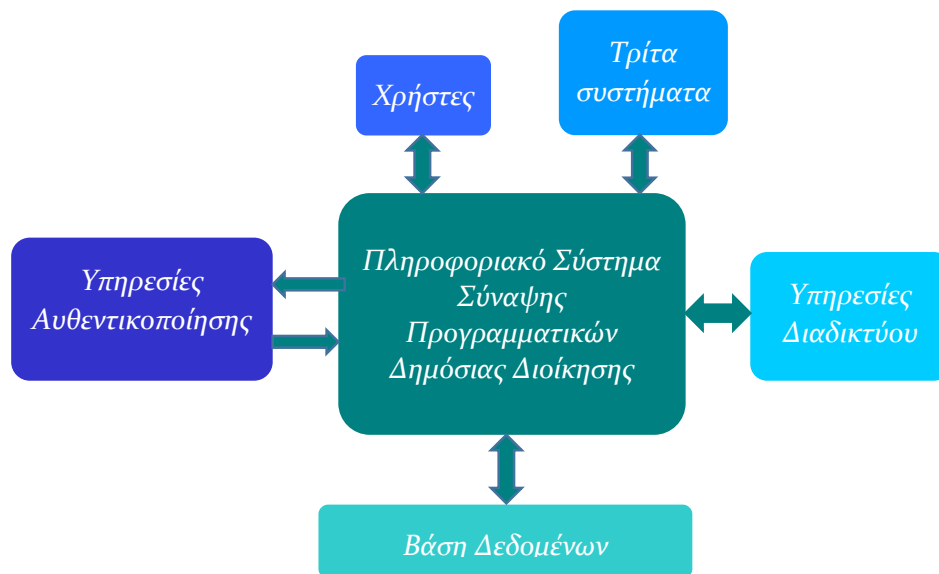 Τρίτα
συστήματα
Χρήστες
Πληροφοριακό Σύστημα
Σύναψης
Προγραμματικών
Δημόσιας Διοίκησης
Υπηρεσίες
Αυθεντικοποίησης
Υπηρεσίες
Διαδικτύου
Βάση Δεδομένων